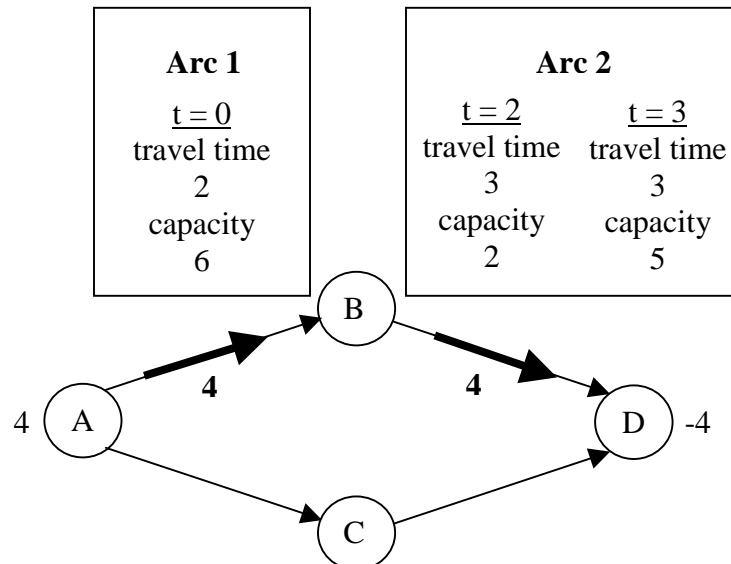 Arc 1
t = 0
travel time
2
capacity
6
Arc 2
t = 2
travel time
3
capacity
2
t = 3
travel time
3
capacity
5
B
4
4
4
A
D
-4
C